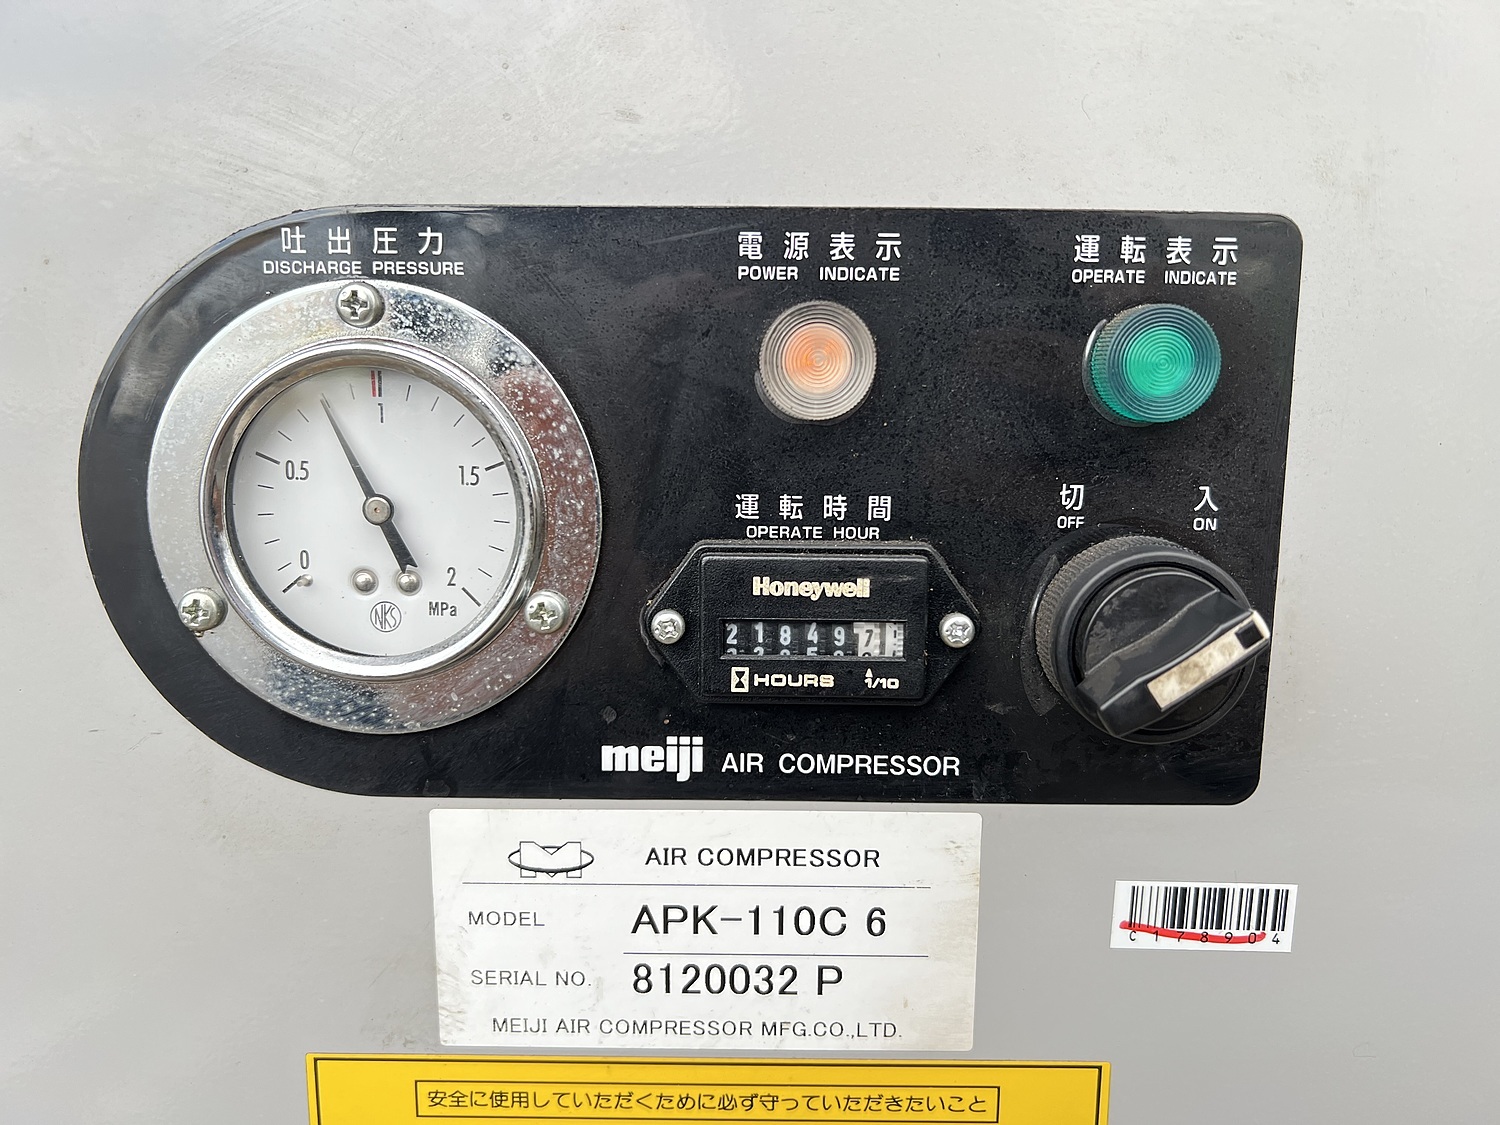 吐出圧力
DISCHARGE PRESSURE
電源表示
POWER INDICATE
運転表示
OPERATE INDICATE
1
0.5
1.5
0
2
MPa
NKS
運転時間
OPERATE HOUR
Honeywell
218497
HOURS 1/10
切
OFF
入
ON
meiji AIR COMPRESSOR
AIR COMPRESSOR
MODEL APK-110C 6
SERIAL NO. 8120032 P
MEIJI AIR COMPRESSOR MFG.CO.,LTD.
C178904
安全に使用していただくために必ず守っていただきたいこと